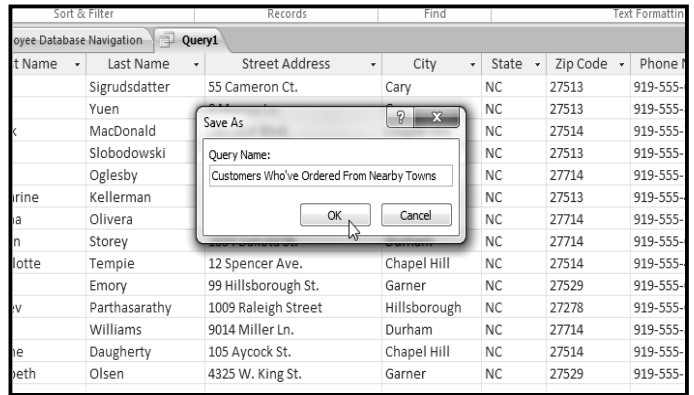 Sort & Filter Records Find Text Formattin
oyee Database Navigation Query1
t Name Last Name Street Address City State Zip Code Phone N
Sigrudsdatter 55 Cameron Ct. Cary NC 27513 919-555-
Yuen NC 27513 919-555-
k MacDonald NC 27514 919-555-
Slobodowski NC 27513 919-555-
Oglesby NC 27714 919-555-
rine Kellerman NC 27513 919-555-
a Olivera NC 27714 919-555-
n Storey NC 27714 919-555-
lotte Tempie 12 Spencer Ave. Chapel Hill NC 27514 919-555-
Emory 99 Hillsborough St. Garner NC 27529 919-555-
v Parthasarathy 1009 Raleigh Street Hillsborough NC 27278 919-555-
Williams 9014 Miller Ln. Durham NC 27714 919-555-
ne Daugherty 105 Aycock St. Chapel Hill NC 27514 919-555-
beth Olsen 4325 W. King St. Garner NC 27529 919-555-
Save As ? X
Query Name:
Customers Who've Ordered From Nearby Towns
OK Cancel